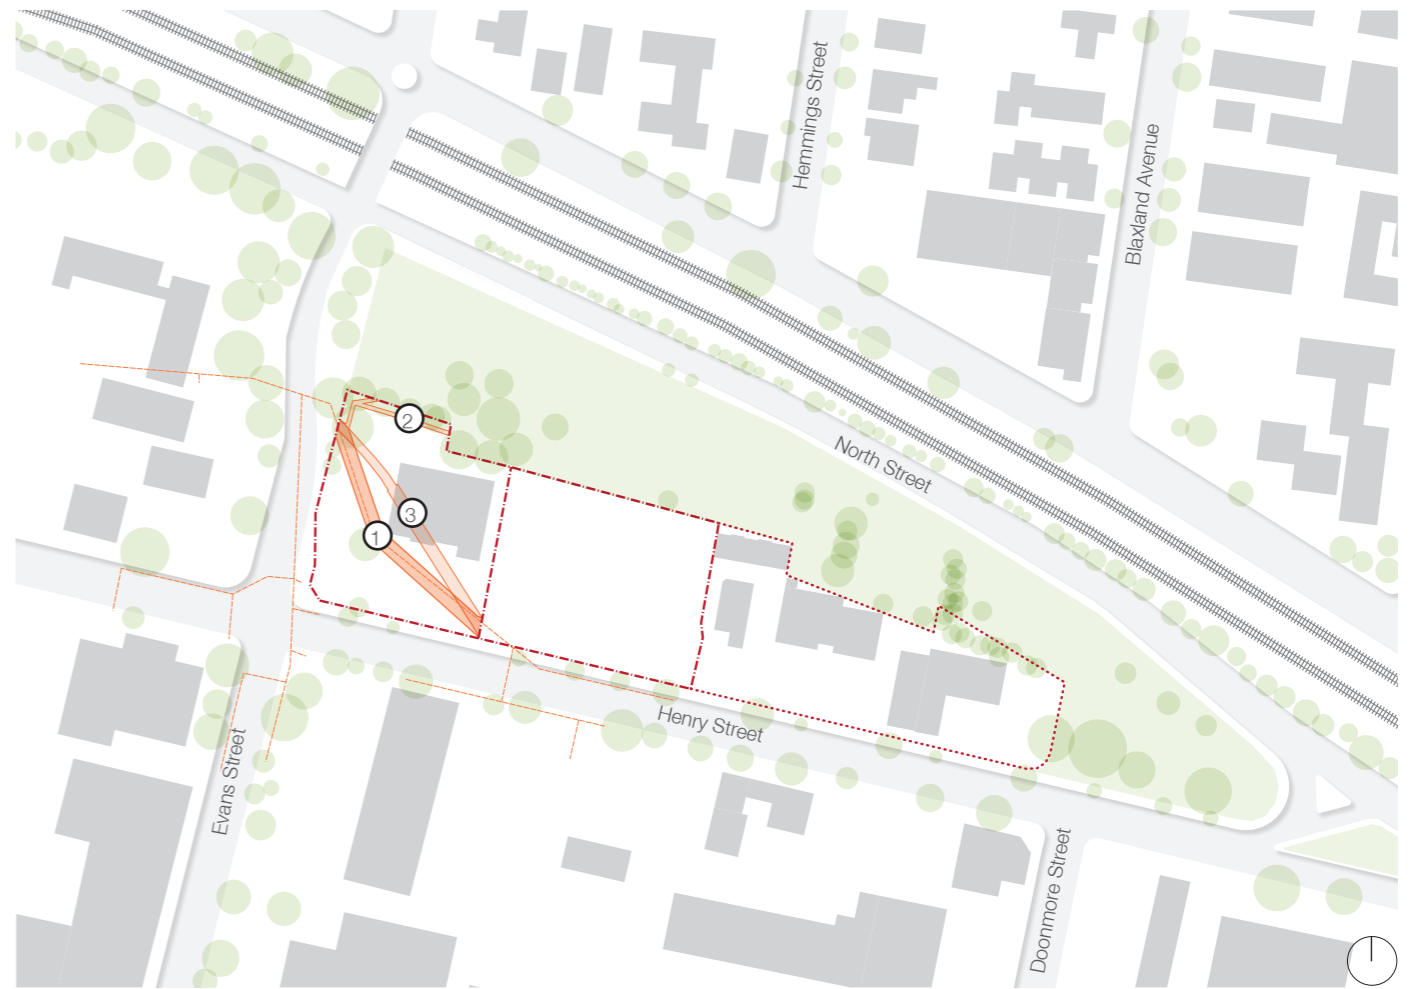 Hemmings Street
Blaxland Avenue
2
North Street
3
1
Henry Street
Evans Street
Doonmore Street